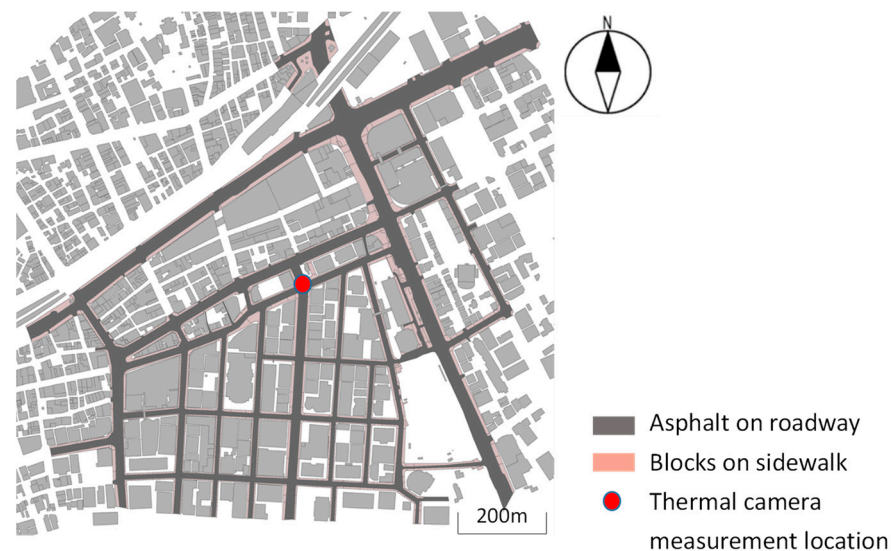 N
Asphalt on roadway
Blocks on sidewalk
Thermal camera
measurement location
200m